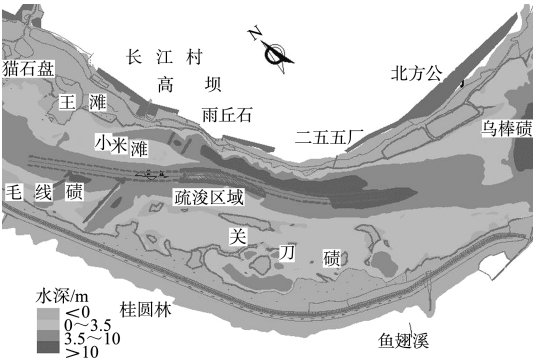 N
长江村
高坝
北方公
猫石盘
王滩
雨丘石
二五五厂
乌棒碛
小米滩
毛线碛
疏浚区域
关刀碛
水深/m
≤0
0～3.5
3.5～10
>10
桂圆林
鱼翅溪